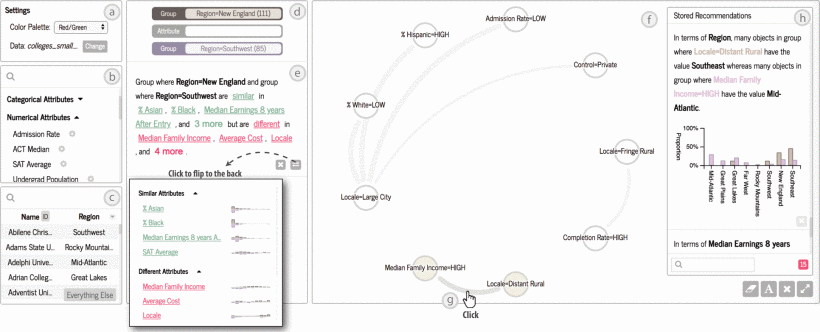 Settings
a
Color Palette: Red/Green
Data: colleges_small... Change
b
Categorical Attributes
Numerical Attributes
Admission Rate
ACT Median
SAT Average
Undergrad Population
c
Name ID Region
Abilene Chris... Southwest
Adams State U... Rocky Mountai...
Adelphi Unive... Mid-Atlantic
Adrian Colleg... Great Lakes
Adventist Uni... Everything Else
d
Group Region=New England (111)
Attribute
Group Region=Southwest (85)
e
Group where Region=New England and group
where Region=Southwest are similar in
% Asian , % Black , Median Earnings 8 years
After Entry , and 3 more but are different in
Median Family Income , Average Cost , Locale
, and 4 more .
Click to flip to the back
Similar Attributes
% Asian
% Black
Median Earnings 8 years A...
SAT Average
Different Attributes
Median Family Income
Average Cost
Locale
f
Admission Rate=LOW
% Hispanic=HIGH
Control=Private
% White=LOW
Locale=Fringe Rural
Locale=Large City
Completion Rate=HIGH
Median Family Income=HIGH
Locale=Distant Rural
g
Click
Stored Recommendations
h
In terms of Region, many objects in group
where Locale=Distant Rural have the
value Southeast whereas many objects in
group where Median Family
Income=HIGH have the value Mid-
Atlantic.
Proportion
1.0
0.5
0.0
Mid-Atlantic
Great Plains
Great Lakes
Far West
Rocky Mountains
Southwest
New England
Southeast
In terms of Median Earnings 8 years
15
A